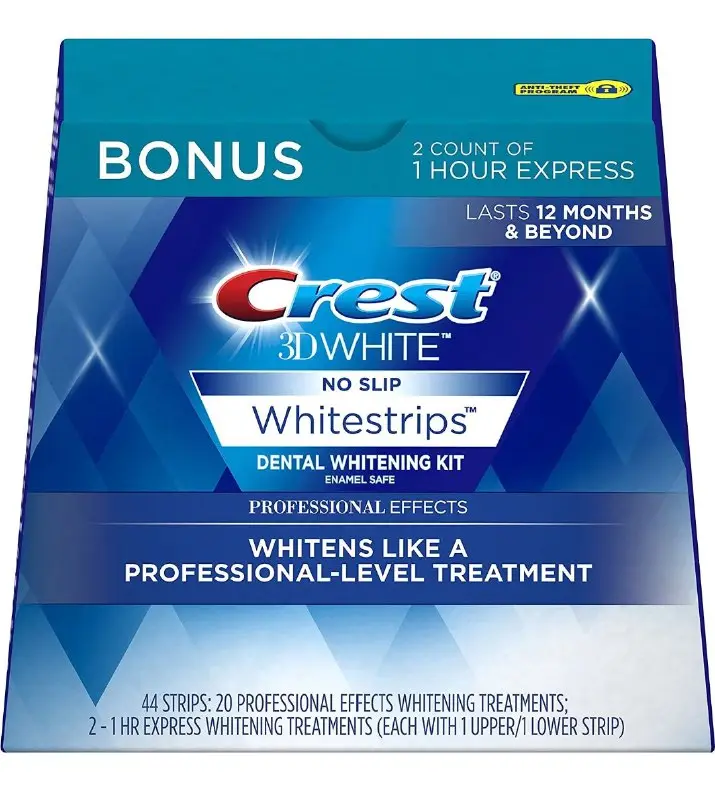 ANTI-THEFT
PROGRAM
BONUS
2 COUNT OF
1 HOUR EXPRESS
LASTS 12 MONTHS
& BEYOND
Crest®
3DWHITE™
NO SLIP
Whitestrips™
DENTAL WHITENING KIT
ENAMEL SAFE
PROFESSIONAL EFFECTS
WHITENS LIKE A
PROFESSIONAL-LEVEL TREATMENT
44 STRIPS: 20 PROFESSIONAL EFFECTS WHITENING TREATMENTS;
2 - 1 HR EXPRESS WHITENING TREATMENTS (EACH WITH 1 UPPER/1 LOWER STRIP)